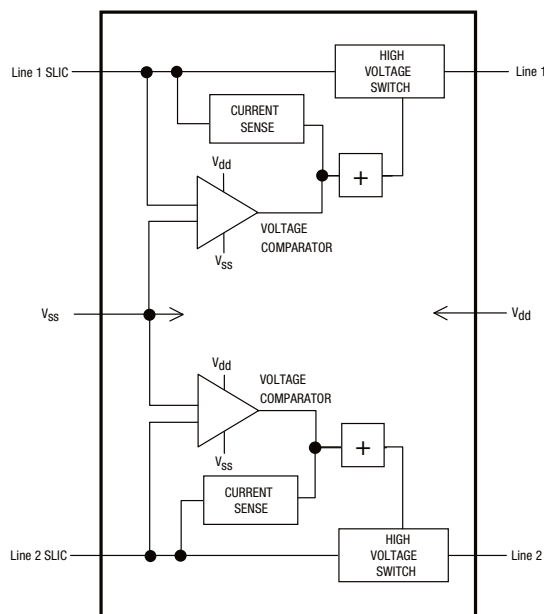 HIGH
VOLTAGE
SWITCH
Line 1 SLIC
Line 1
CURRENT
SENSE
Vdd
+
VOLTAGE
COMPARATOR
Vss
Vss
Vdd
Vdd
VOLTAGE
COMPARATOR
+
Vss
CURRENT
SENSE
HIGH
VOLTAGE
SWITCH
Line 2 SLIC
Line 2